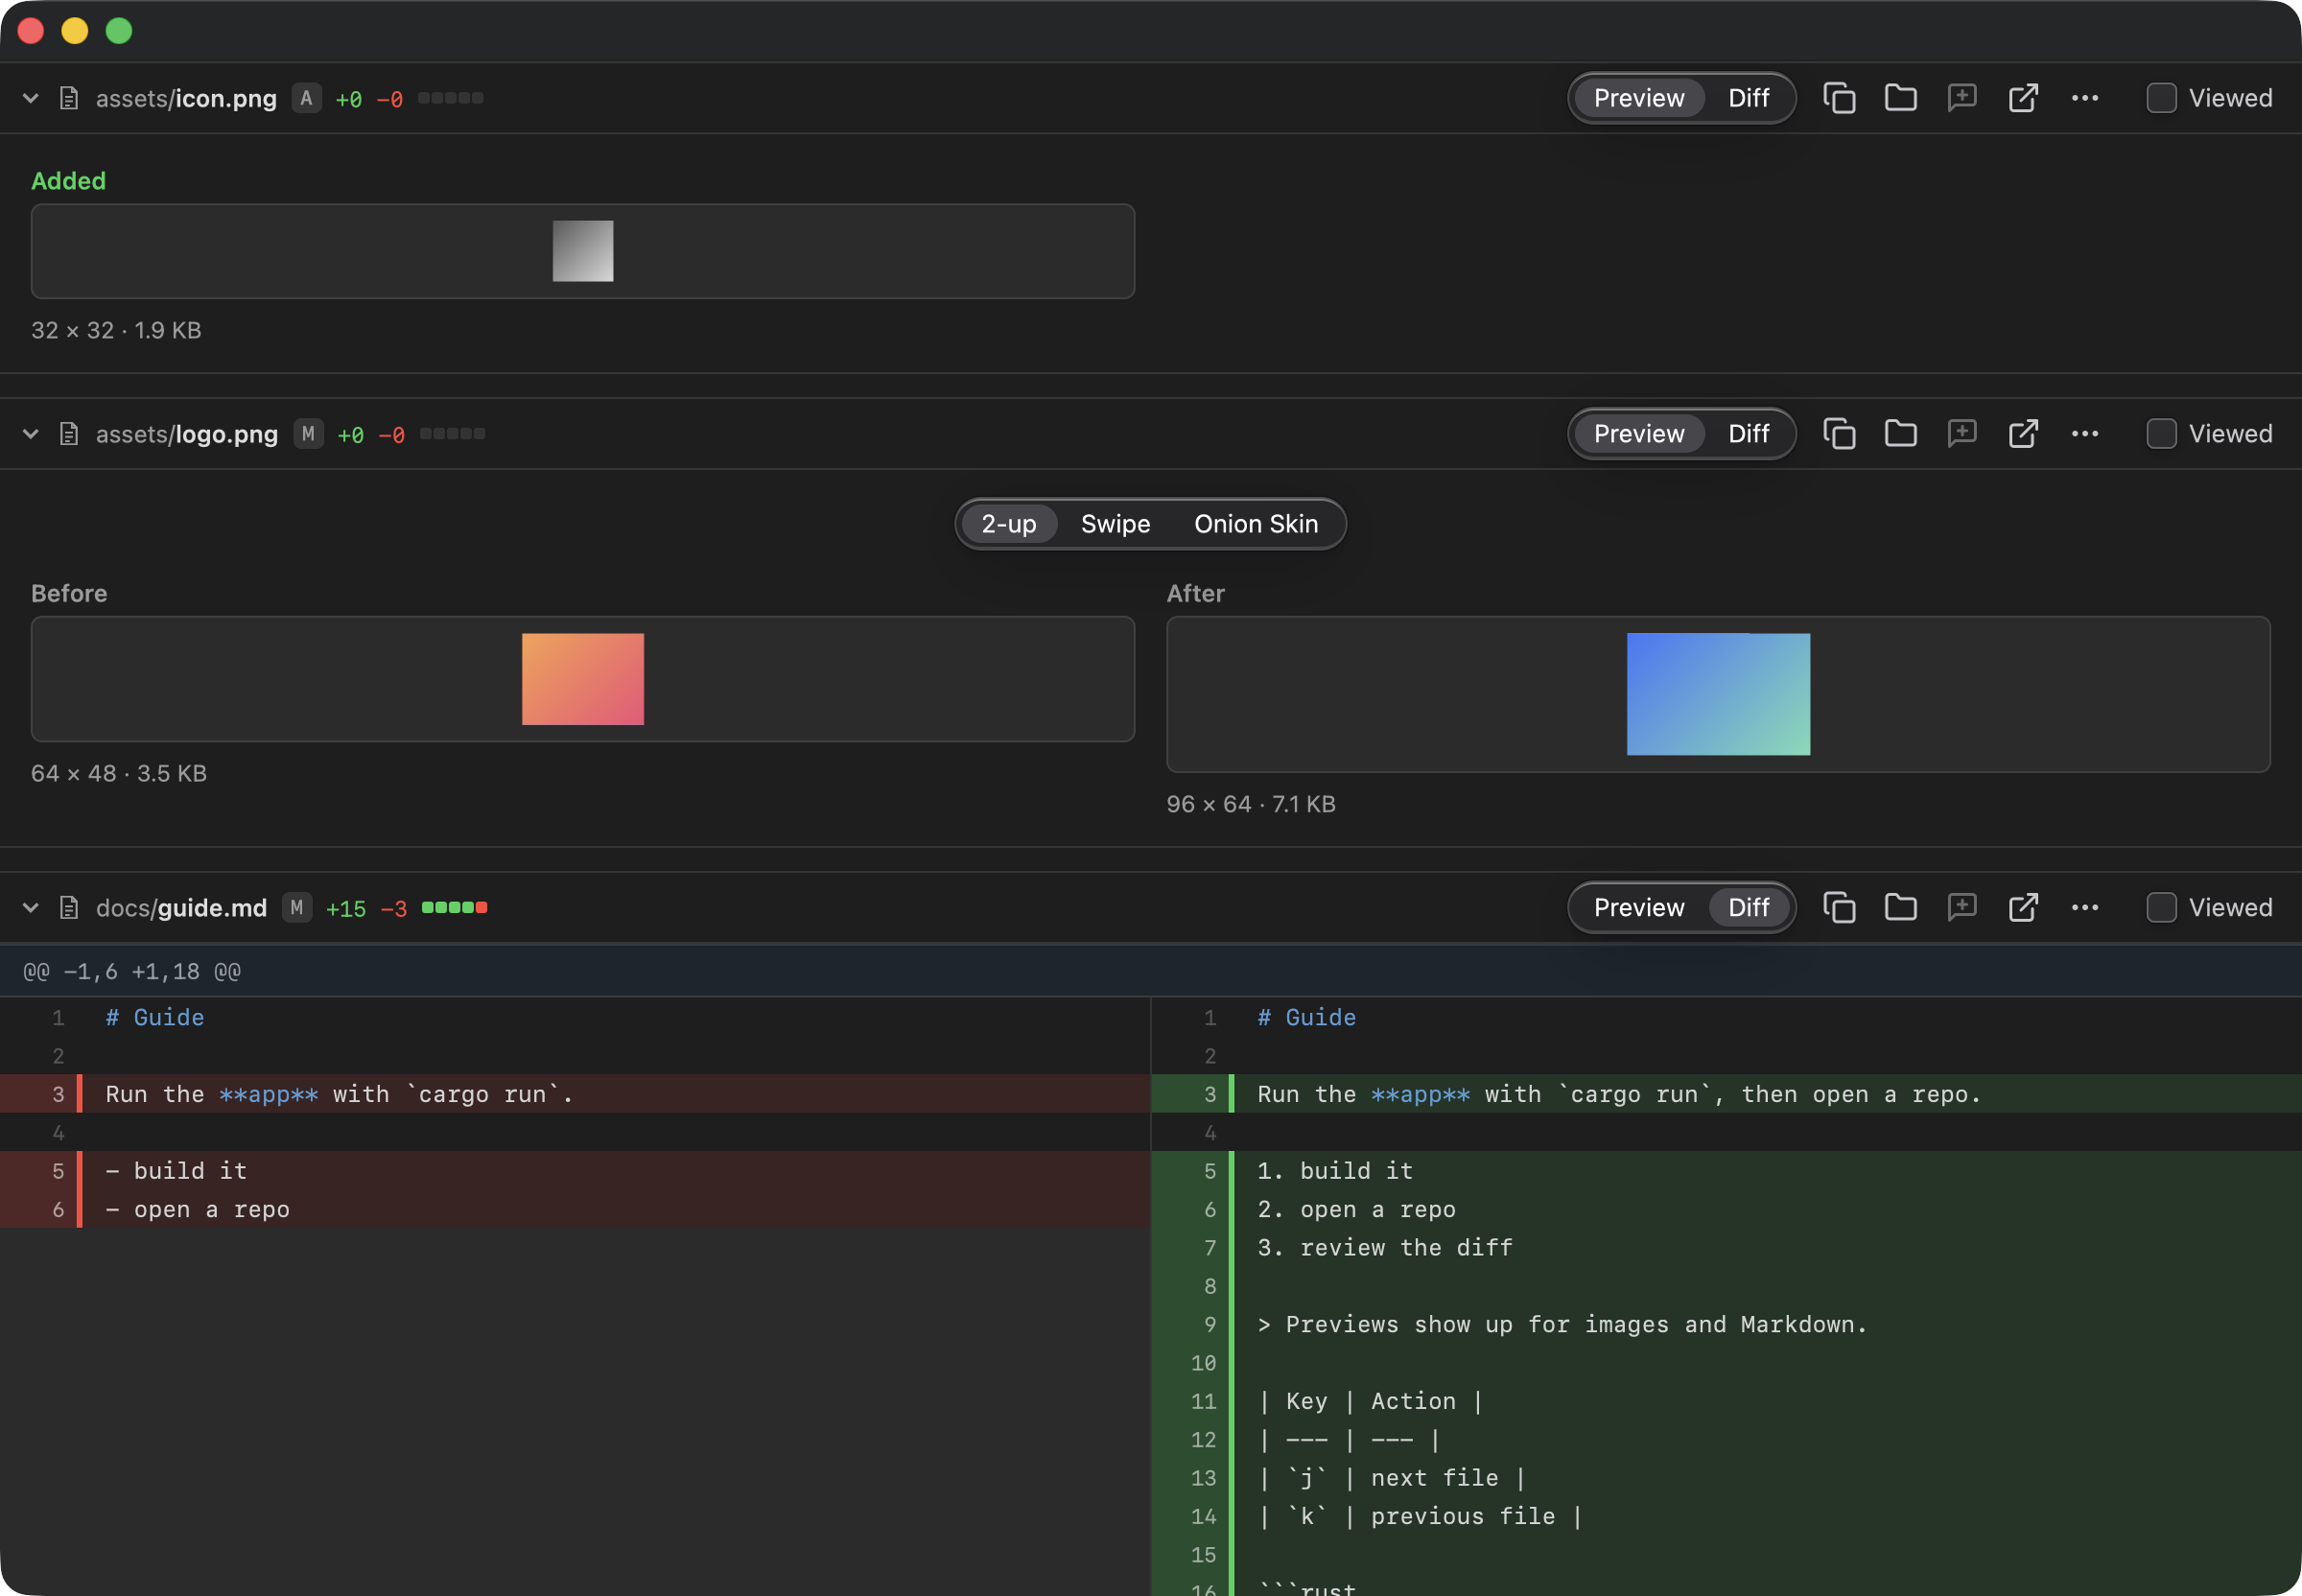 assets/icon.png A +0 −0 Preview Diff Viewed
Added
32 × 32 · 1.9 KB
assets/logo.png M +0 −0 Preview Diff Viewed
2-up Swipe Onion Skin
Before After
64 × 48 · 3.5 KB
96 × 64 · 7.1 KB
docs/guide.md M +15 −3 Preview Diff Viewed
@@ −1,6 +1,18 @@
1 # Guide
2
3 Run the **app** with `cargo run`.
4
5 - build it
6 - open a repo
1 # Guide
2
3 Run the **app** with `cargo run`, then open a repo.
4
5 1. build it
6 2. open a repo
7 3. review the diff
8
9 > Previews show up for images and Markdown.
10
11 | Key | Action |
12 | --- | --- |
13 | `j` | next file |
14 | `k` | previous file |
15
16 ```rust